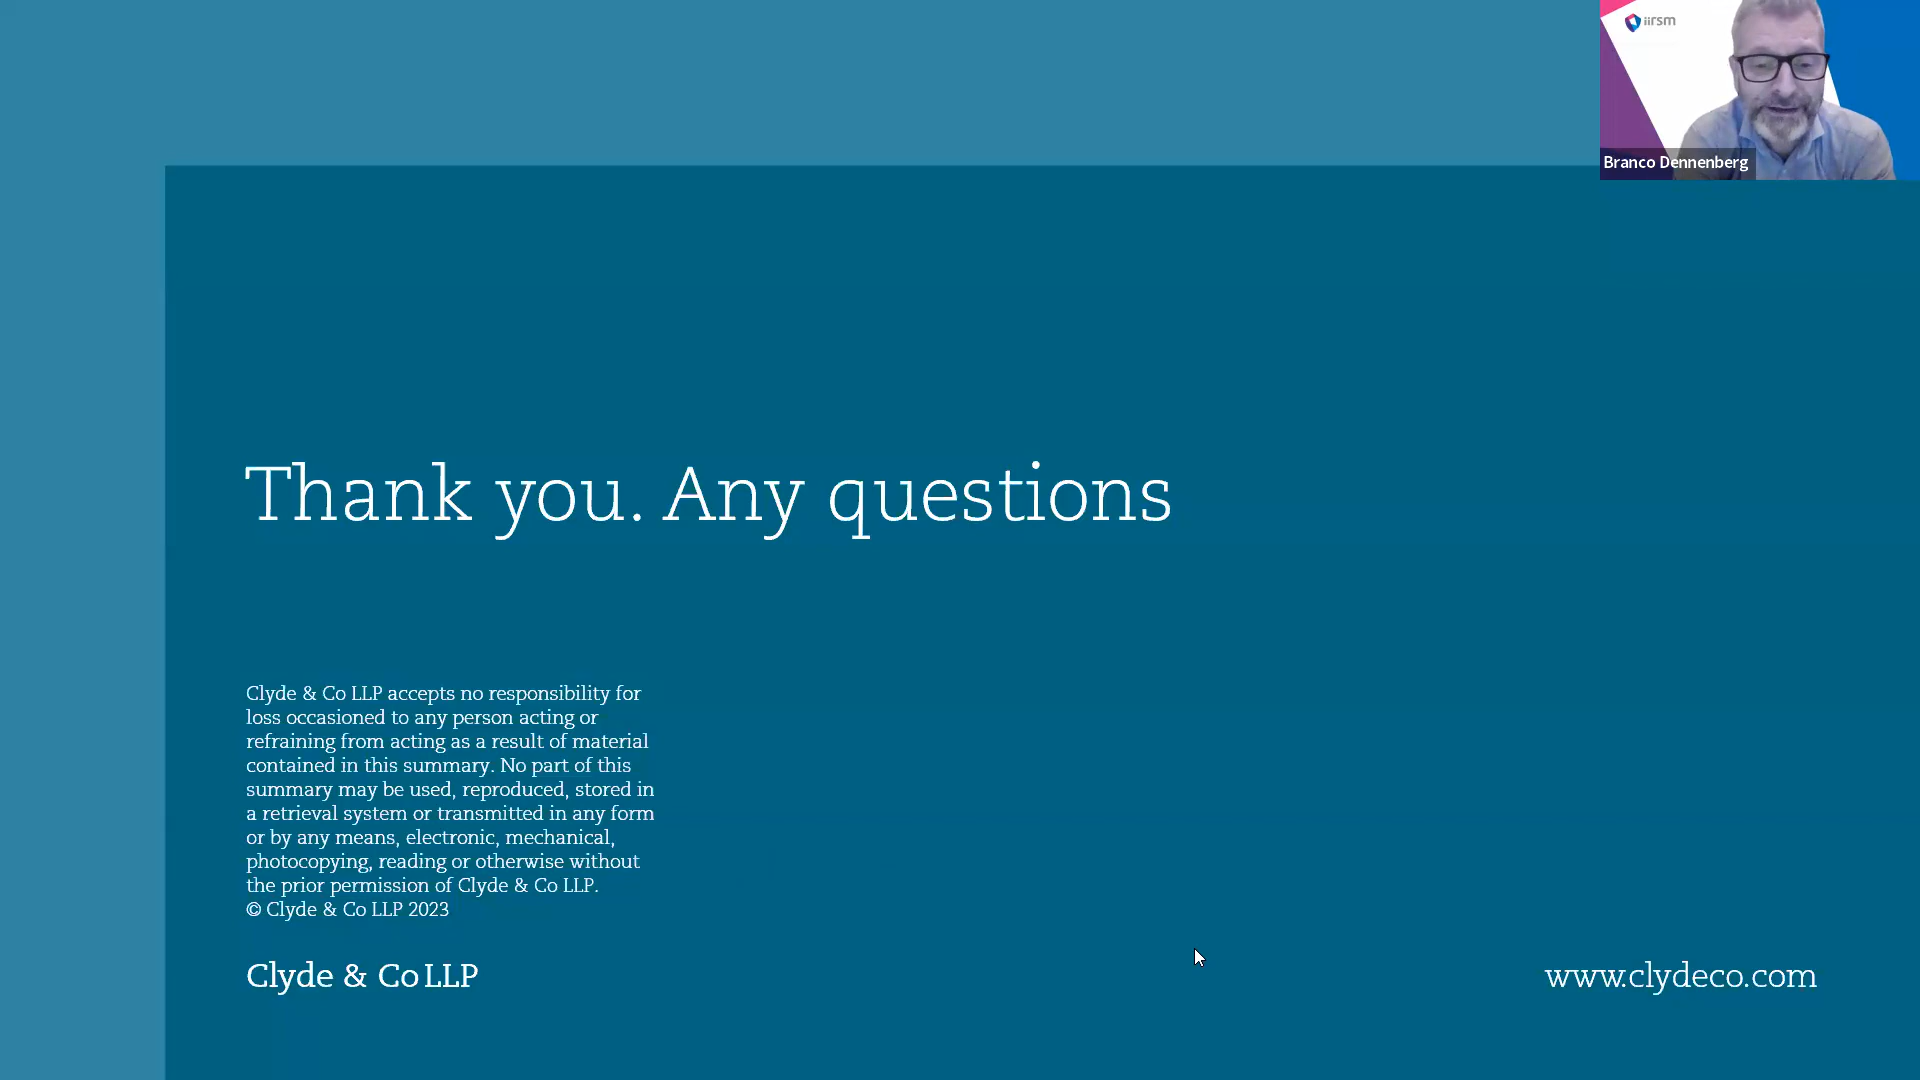 iirsm
Branco Dennenberg
Thank you. Any questions
Clyde & Co LLP accepts no responsibility for
loss occasioned to any person acting or
refraining from acting as a result of material
contained in this summary. No part of this
summary may be used, reproduced, stored in
a retrieval system or transmitted in any form
or by any means, electronic, mechanical,
photocopying, reading or otherwise without
the prior permission of Clyde & Co LLP.
© Clyde & Co LLP 2023
Clyde & Co LLP
www.clydeco.com